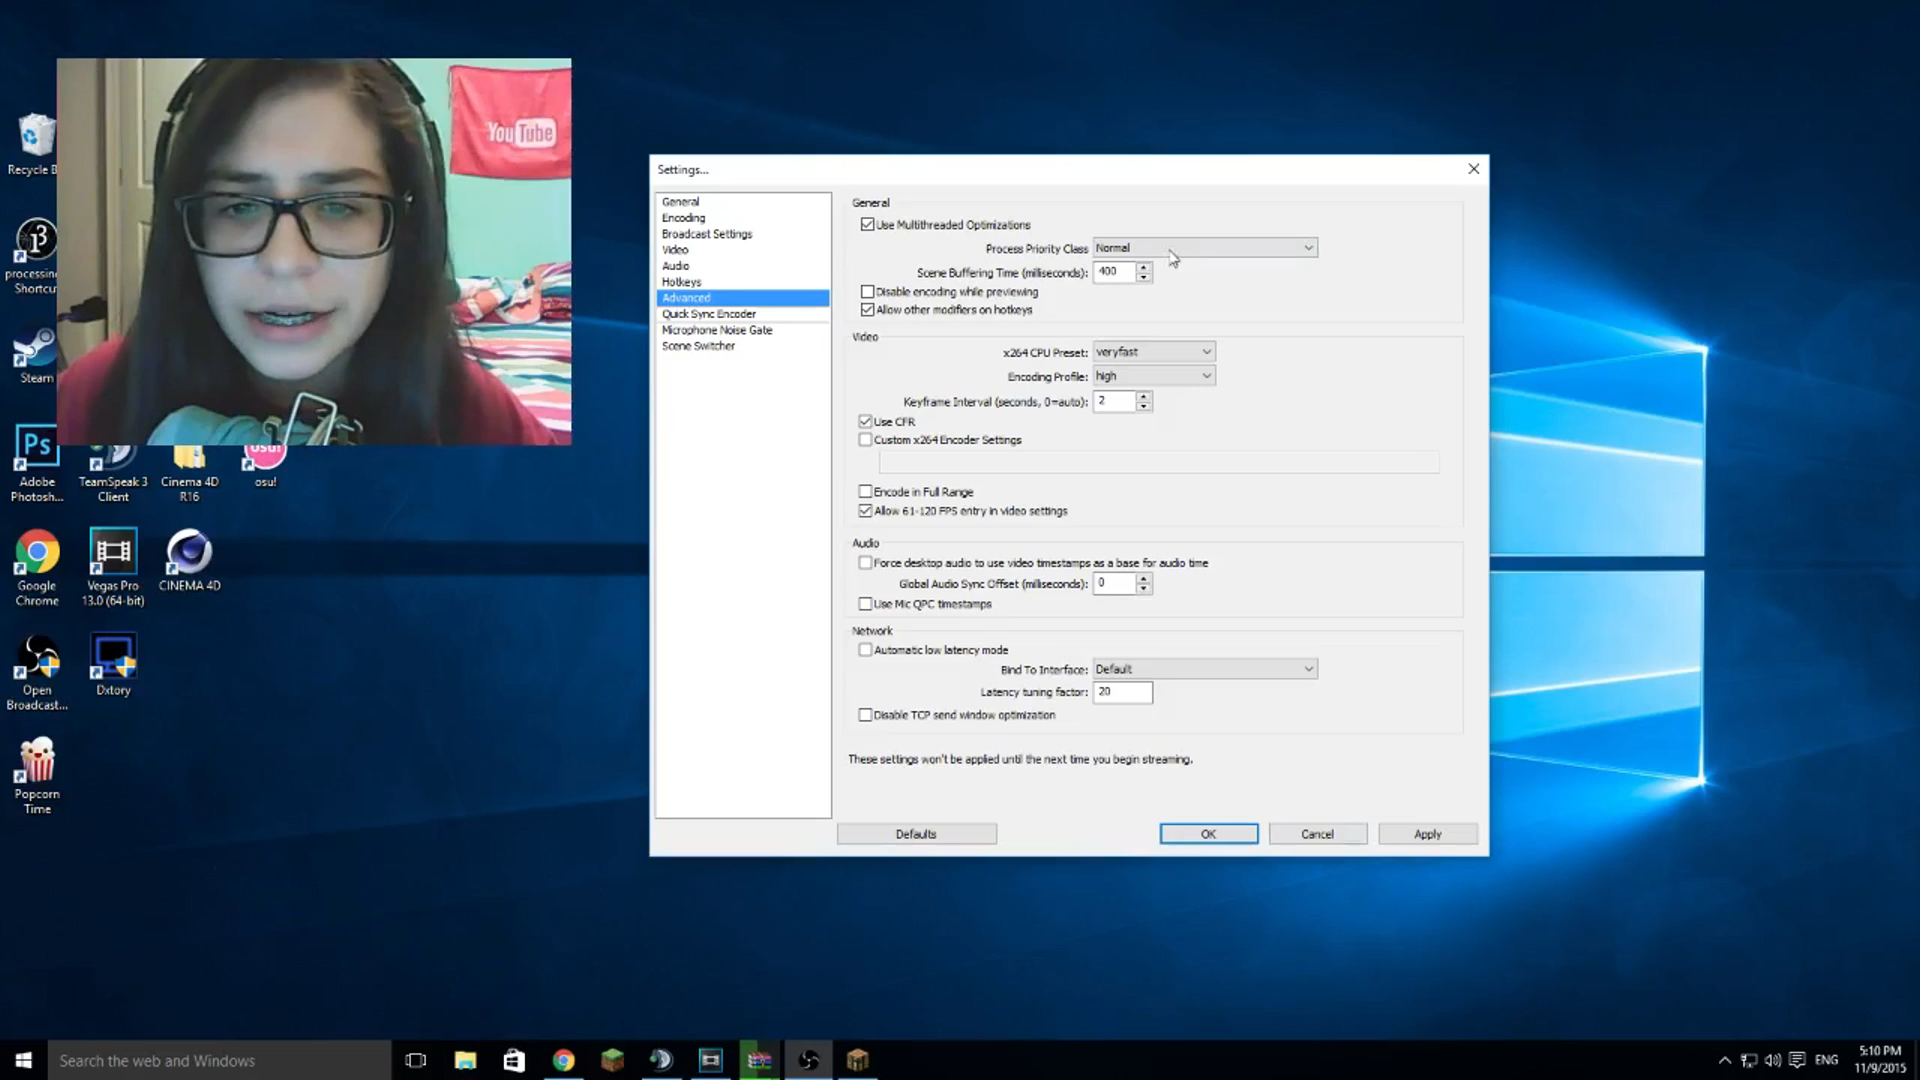 YouTube
Recycle B
processing
Shortcu
Steam
Adobe
Photosh...
TeamSpeak 3
Client
Cinema 4D
R16
osu!
osu!
Ps
Google
Chrome
Vegas Pro
13.0 (64-bit)
CINEMA 4D
Open
Broadcast...
Dxtory
Popcorn
Time
Settings...
General
Encoding
Broadcast Settings
Video
Audio
Hotkeys
Advanced
Quick Sync Encoder
Microphone Noise Gate
Scene Switcher
General
Use Multithreaded Optimizations
Process Priority Class Normal
Scene Buffering Time (milliseconds): 400
Disable encoding while previewing
Allow other modifiers on hotkeys
Video
x264 CPU Preset: veryfast
Encoding Profile: high
Keyframe Interval (seconds, 0=auto): 2
Use CFR
Custom x264 Encoder Settings
Encode in Full Range
Allow 61-120 FPS entry in video settings
Audio
Force desktop audio to use video timestamps as a base for audio time
Global Audio Sync Offset (milliseconds): 0
Use Mic QPC timestamps
Network
Automatic low latency mode
Bind To Interface: Default
Latency tuning factor: 20
Disable TCP send window optimization
These settings won't be applied until the next time you begin streaming.
Defaults
OK
Cancel
Apply
Search the web and Windows
ENG
5:10 PM
11/9/2015